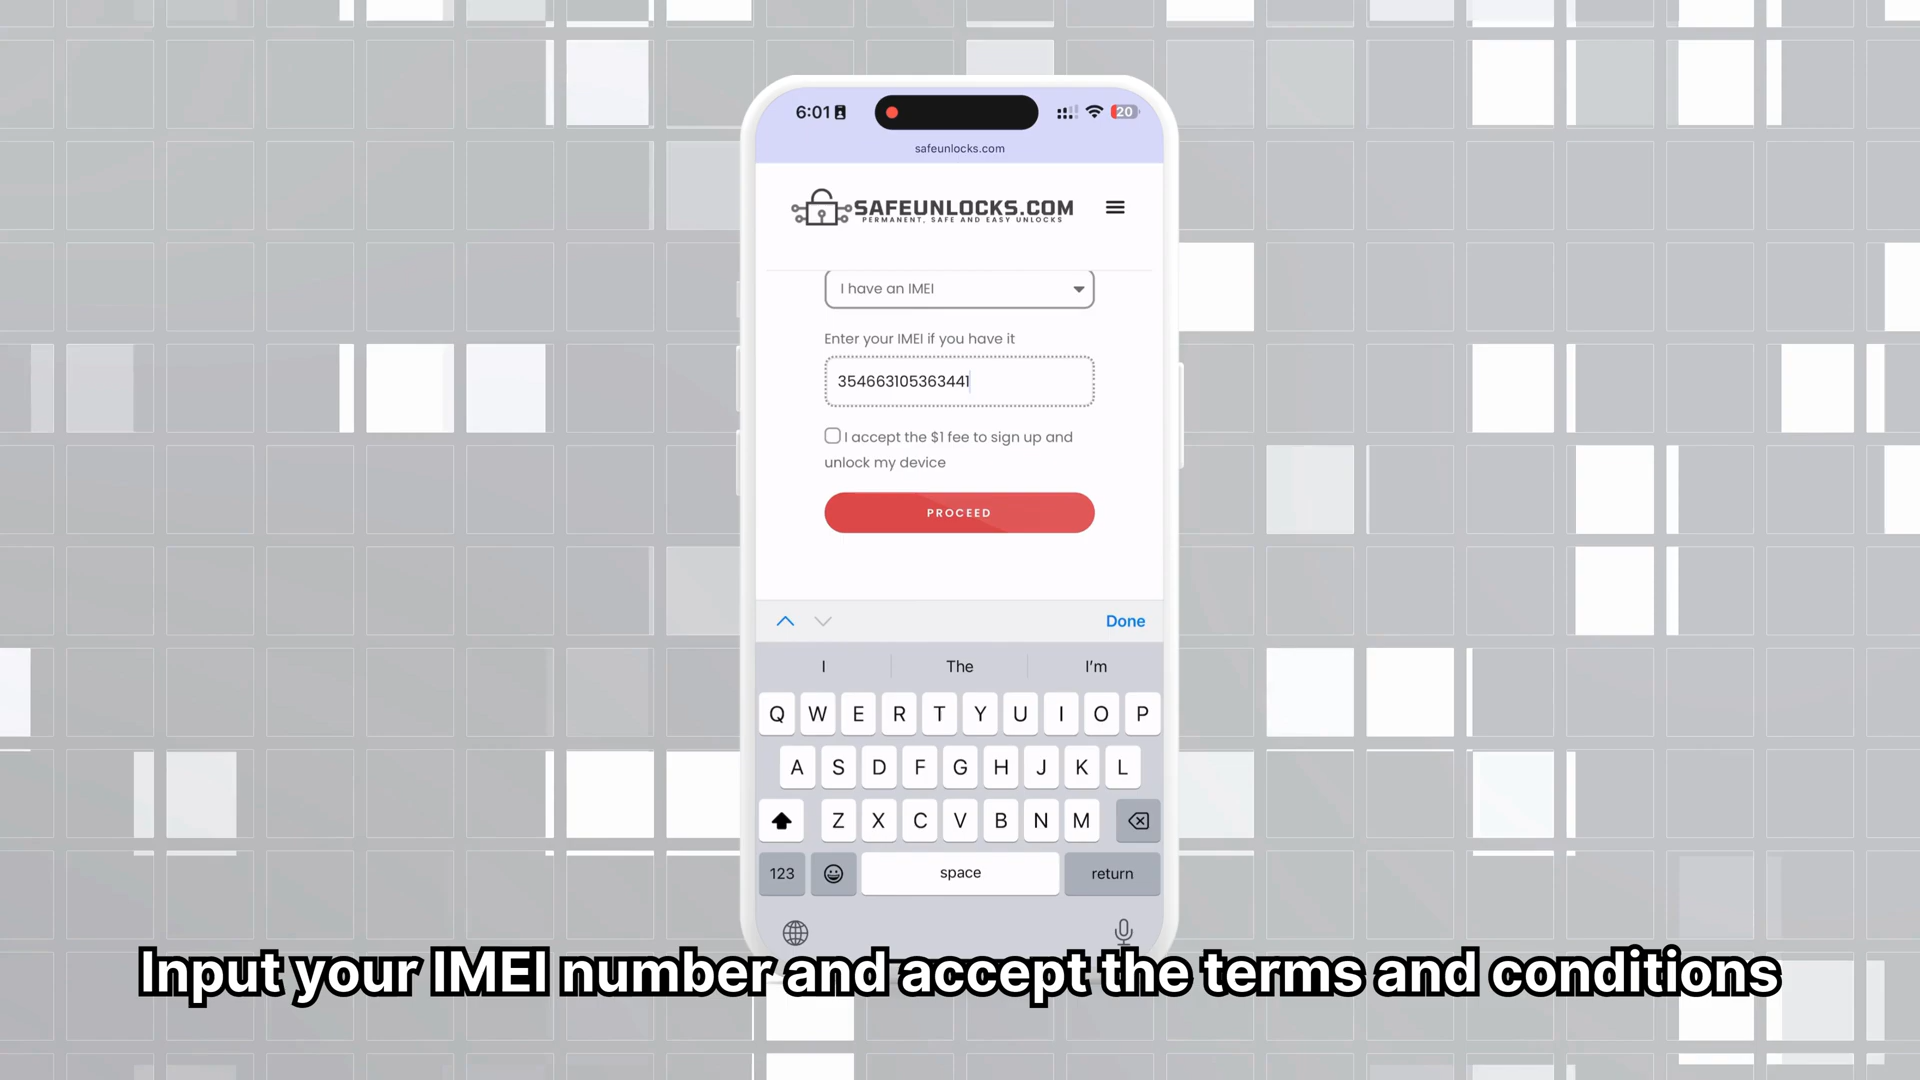 6:01
20
safeunlocks.com
SAFEUNLOCKS.COM
PERMANENT, SAFE AND EASY UNLOCKS
I have an IMEI
Enter your IMEI if you have it
354663105363441
I accept the $1 fee to sign up and
unlock my device
PROCEED
Done
I The I'm
Q W E R T Y U I O P
A S D F G H J K L
Z X C V B N M
123 space return
Input your IMEI number and accept the terms and conditions